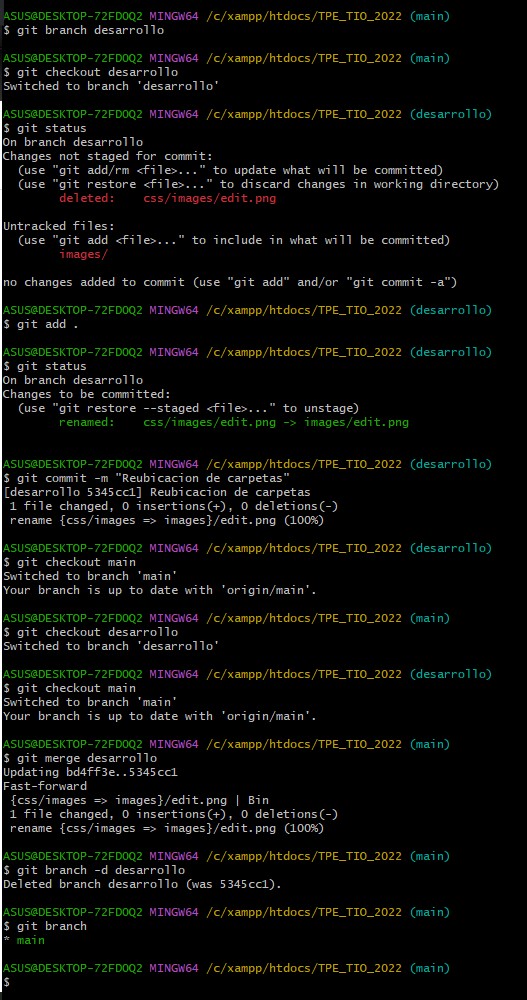 ASUS@DESKTOP-72FDOQ2 MINGW64 /c/xampp/htdocs/TPE_TIO_2022 (main)
$ git branch desarrollo
ASUS@DESKTOP-72FDOQ2 MINGW64 /c/xampp/htdocs/TPE_TIO_2022 (main)
$ git checkout desarrollo
Switched to branch 'desarrollo'
ASUS@DESKTOP-72FDOQ2 MINGW64 /c/xampp/htdocs/TPE_TIO_2022 (desarrollo)
$ git status
On branch desarrollo
Changes not staged for commit:
  (use "git add/rm <file>..." to update what will be committed)
  (use "git restore <file>..." to discard changes in working directory)
        deleted:    css/images/edit.png
Untracked files:
  (use "git add <file>..." to include in what will be committed)
        images/
no changes added to commit (use "git add" and/or "git commit -a")
ASUS@DESKTOP-72FDOQ2 MINGW64 /c/xampp/htdocs/TPE_TIO_2022 (desarrollo)
$ git add .
ASUS@DESKTOP-72FDOQ2 MINGW64 /c/xampp/htdocs/TPE_TIO_2022 (desarrollo)
$ git status
On branch desarrollo
Changes to be committed:
  (use "git restore --staged <file>..." to unstage)
        renamed:    css/images/edit.png -> images/edit.png
ASUS@DESKTOP-72FDOQ2 MINGW64 /c/xampp/htdocs/TPE_TIO_2022 (desarrollo)
$ git commit -m "Reubicacion de carpetas"
[desarrollo 5345cc1] Reubicacion de carpetas
 1 file changed, 0 insertions(+), 0 deletions(-)
 rename {css/images => images}/edit.png (100%)
ASUS@DESKTOP-72FDOQ2 MINGW64 /c/xampp/htdocs/TPE_TIO_2022 (desarrollo)
$ git checkout main
Switched to branch 'main'
Your branch is up to date with 'origin/main'.
ASUS@DESKTOP-72FDOQ2 MINGW64 /c/xampp/htdocs/TPE_TIO_2022 (main)
$ git checkout desarrollo
Switched to branch 'desarrollo'
ASUS@DESKTOP-72FDOQ2 MINGW64 /c/xampp/htdocs/TPE_TIO_2022 (desarrollo)
$ git checkout main
Switched to branch 'main'
Your branch is up to date with 'origin/main'.
ASUS@DESKTOP-72FDOQ2 MINGW64 /c/xampp/htdocs/TPE_TIO_2022 (main)
$ git merge desarrollo
Updating bd4ff3e..5345cc1
Fast-forward
 {css/images => images}/edit.png | Bin
 1 file changed, 0 insertions(+), 0 deletions(-)
 rename {css/images => images}/edit.png (100%)
ASUS@DESKTOP-72FDOQ2 MINGW64 /c/xampp/htdocs/TPE_TIO_2022 (main)
$ git branch -d desarrollo
Deleted branch desarrollo (was 5345cc1).
ASUS@DESKTOP-72FDOQ2 MINGW64 /c/xampp/htdocs/TPE_TIO_2022 (main)
$ git branch
* main
ASUS@DESKTOP-72FDOQ2 MINGW64 /c/xampp/htdocs/TPE_TIO_2022 (main)
$